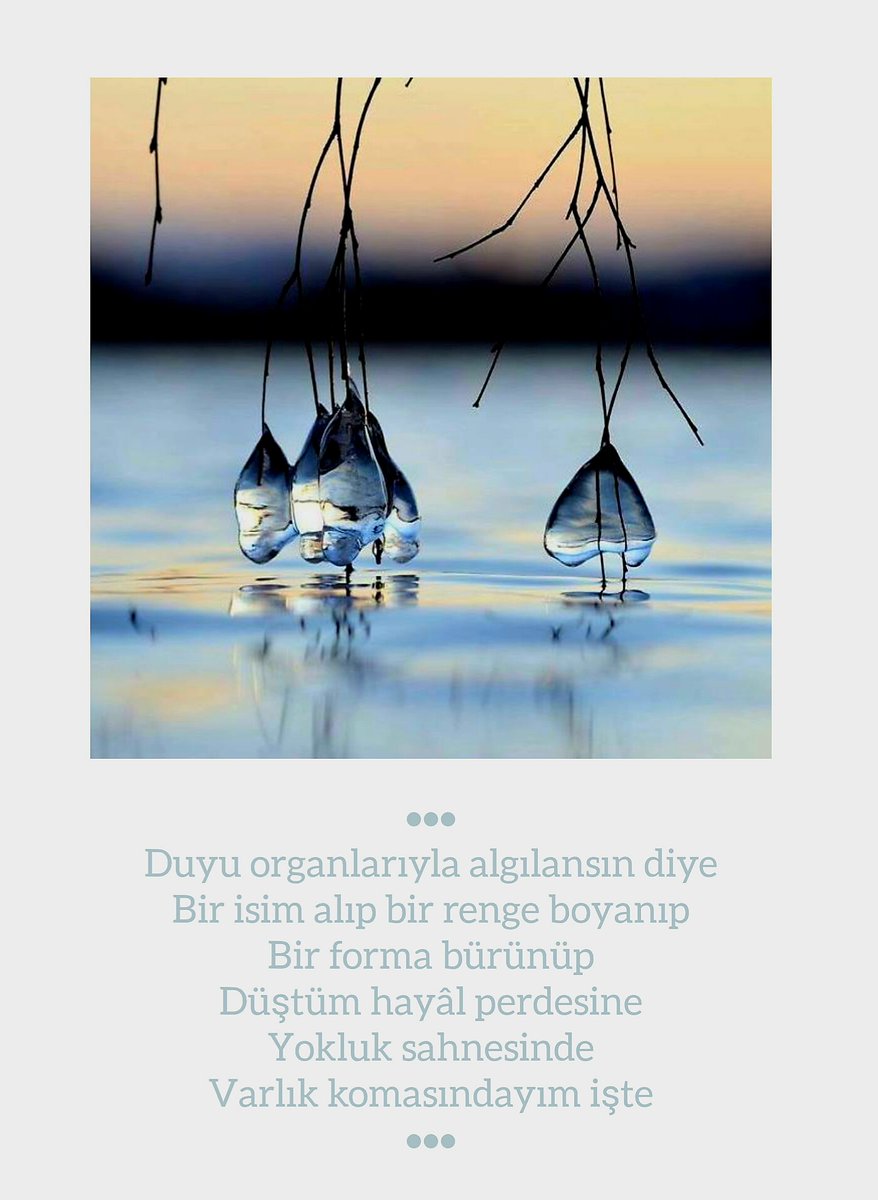 ●●●
Duyu organlarıyla algılansın diye
Bir isim alıp bir renge boyanıp
Bir forma bürünüp
Düştüm hayâl perdesine
Yokluk sahnesinde
Varlık komasındayım işte
●●●